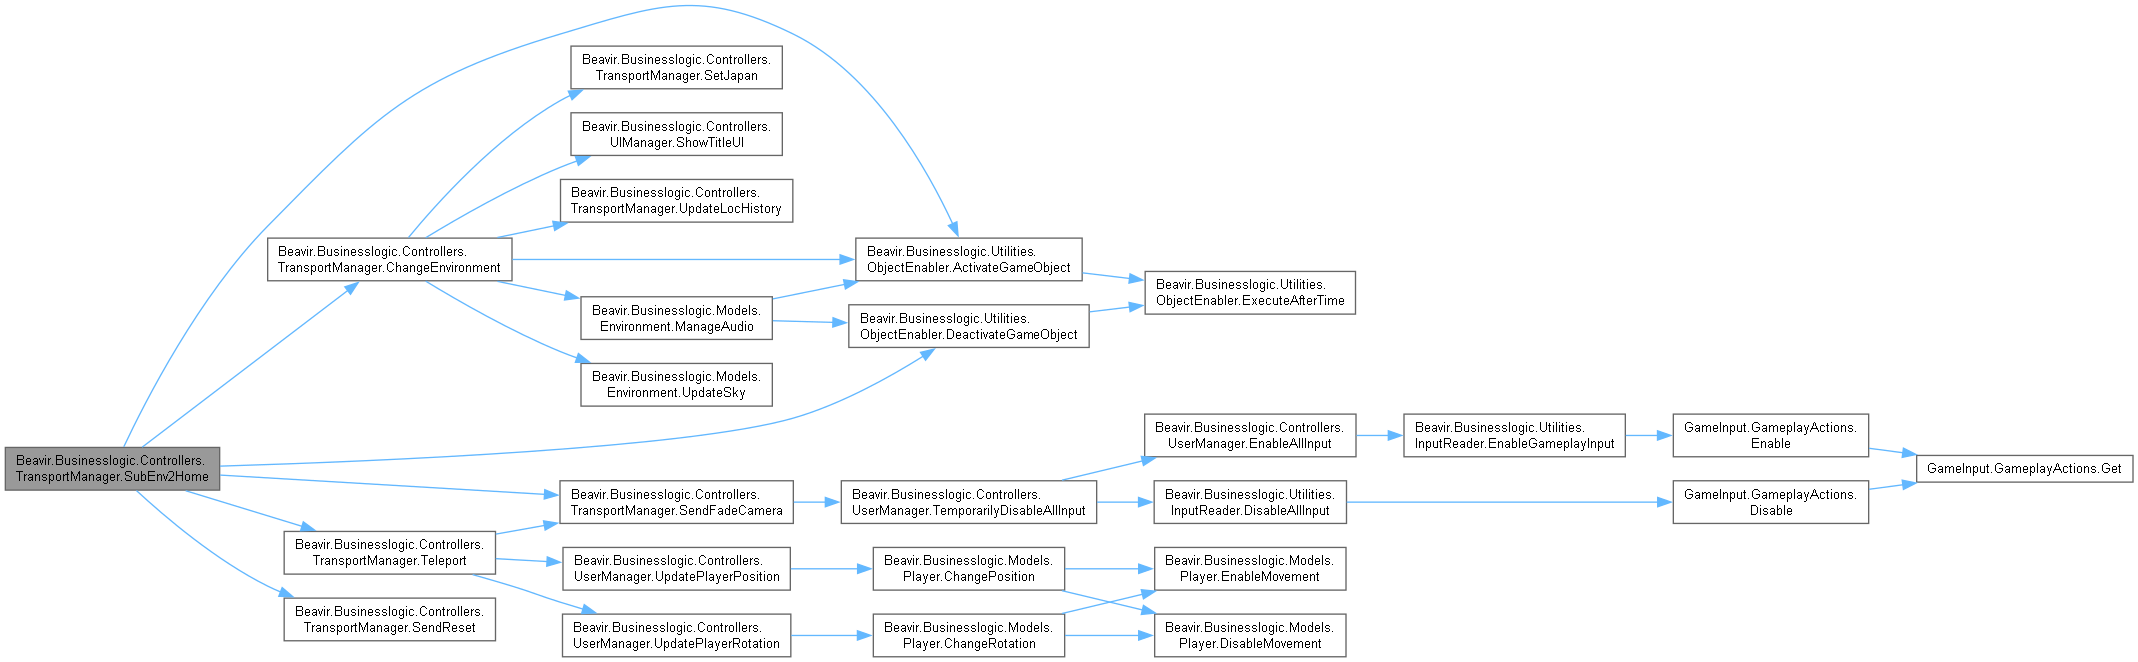 Beavir.Businesslogic.Controllers.
TransportManager.SubEnv2Home
Beavir.Businesslogic.Controllers.
TransportManager.ChangeEnvironment
Beavir.Businesslogic.Controllers.
TransportManager.Teleport
Beavir.Businesslogic.Controllers.
TransportManager.SendReset
Beavir.Businesslogic.Controllers.
TransportManager.SetJapan
Beavir.Businesslogic.Controllers.
UIManager.ShowTitleUI
Beavir.Businesslogic.Controllers.
TransportManager.UpdateLocHistory
Beavir.Businesslogic.Models.
Environment.ManageAudio
Beavir.Businesslogic.Models.
Environment.UpdateSky
Beavir.Businesslogic.Controllers.
TransportManager.SendFadeCamera
Beavir.Businesslogic.Controllers.
UserManager.UpdatePlayerPosition
Beavir.Businesslogic.Controllers.
UserManager.UpdatePlayerRotation
Beavir.Businesslogic.Utilities.
ObjectEnabler.ActivateGameObject
Beavir.Businesslogic.Utilities.
ObjectEnabler.DeactivateGameObject
Beavir.Businesslogic.Controllers.
UserManager.TemporarilyDisableAllInput
Beavir.Businesslogic.Models.
Player.ChangePosition
Beavir.Businesslogic.Models.
Player.ChangeRotation
Beavir.Businesslogic.Utilities.
ObjectEnabler.ExecuteAfterTime
Beavir.Businesslogic.Controllers.
UserManager.EnableAllInput
Beavir.Businesslogic.Utilities.
InputReader.DisableAllInput
Beavir.Businesslogic.Models.
Player.EnableMovement
Beavir.Businesslogic.Models.
Player.DisableMovement
Beavir.Businesslogic.Utilities.
InputReader.EnableGameplayInput
GameInput.GameplayActions.
Enable
GameInput.GameplayActions.
Disable
GameInput.GameplayActions.Get